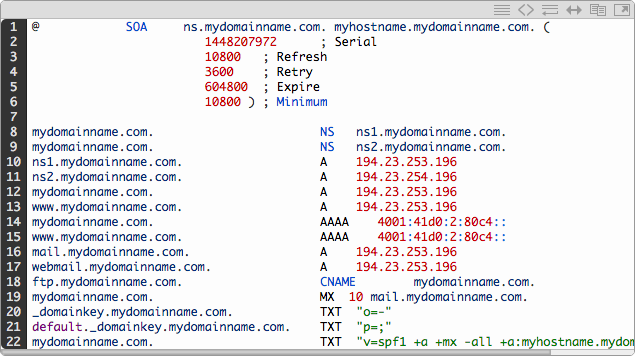 1 @ SOA ns.mydomainname.com. myhostname.mydomainname.com. (
2 1448207972 ; Serial
3 10800 ; Refresh
4 3600 ; Retry
5 604800 ; Expire
6 10800 ) ; Minimum
7
8 mydomainname.com. NS ns1.mydomainname.com.
9 mydomainname.com. NS ns2.mydomainname.com.
10 ns1.mydomainname.com. A 194.23.253.196
11 ns2.mydomainname.com. A 194.23.254.196
12 mydomainname.com. A 194.23.253.196
13 www.mydomainname.com. A 194.23.253.196
14 mydomainname.com. AAAA 4001:41d0:2:80c4::
15 www.mydomainname.com. AAAA 4001:41d0:2:80c4::
16 mail.mydomainname.com. A 194.23.253.196
17 webmail.mydomainname.com. A 194.23.253.196
18 ftp.mydomainname.com. CNAME mydomainname.com.
19 mydomainname.com. MX 10 mail.mydomainname.com.
20 _domainkey.mydomainname.com. TXT "o=-"
21 default._domainkey.mydomainname.com. TXT "p=;"
22 mydomainname.com. TXT "v=spf1 +a +mx -all +a:myhostname.mydom